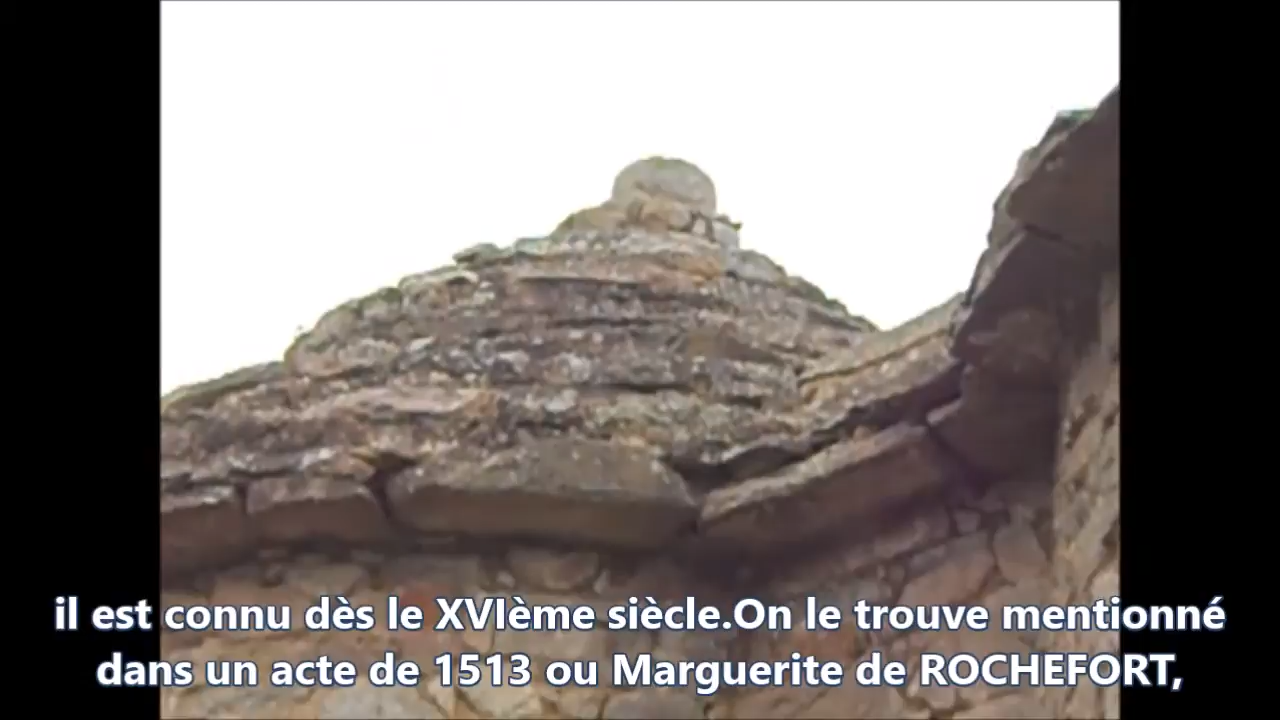 il est connu dès le XVIème siècle.On le trouve mentionné
dans un acte de 1513 ou Marguerite de ROCHEFORT,